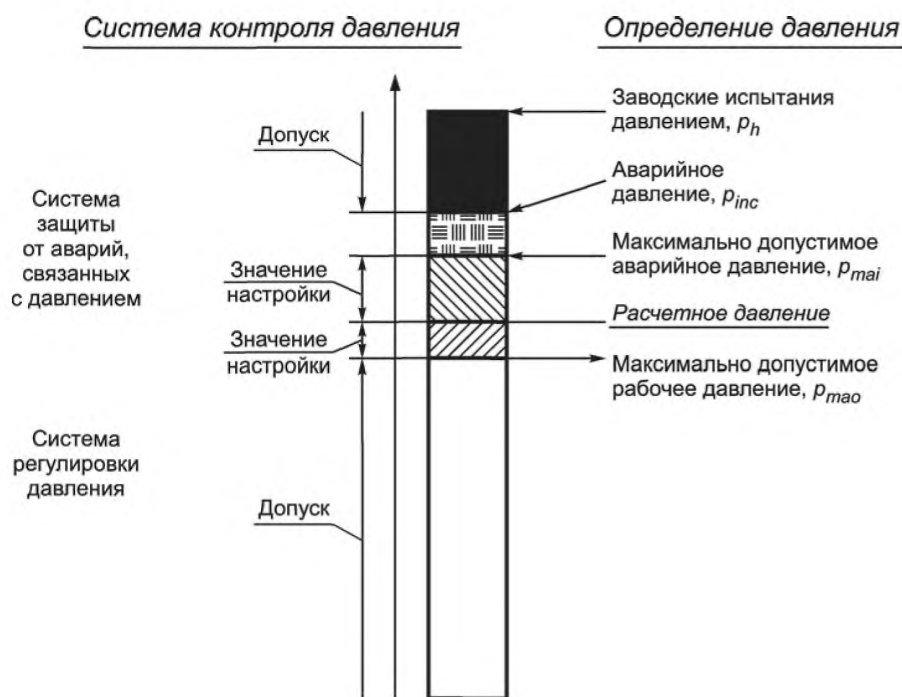 Система контроля давления
Определение давления
Заводские испытания
давлением, p_h
Допуск
Аварийное
давление, p_inc
Система
защиты
от аварий,
связанных
с давлением
Максимально допустимое
аварийное давление, p_mai
Значение
настройки
Расчетное давление
Значение
настройки
Максимально допустимое
рабочее давление, p_mao
Система
регулировки
давления
Допуск